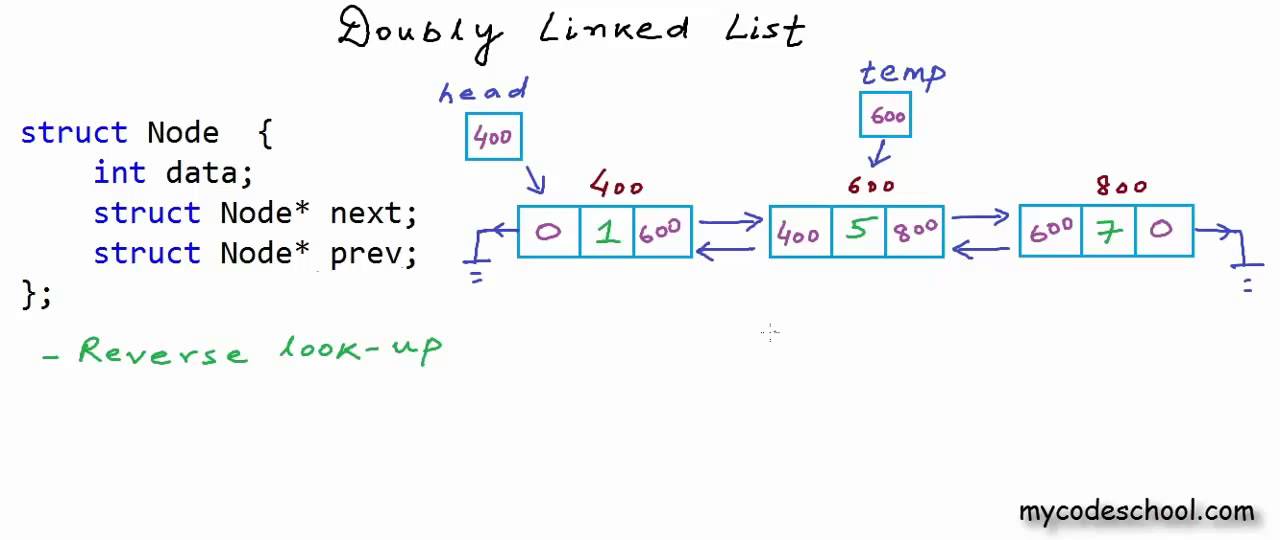 Doubly Linked List
head
temp
400
600
struct Node {
int data;
struct Node* next;
struct Node* prev;
};
400
600
800
0 1 600
400 5 800
600 7 0
- Reverse look-up
mycodeschool.com